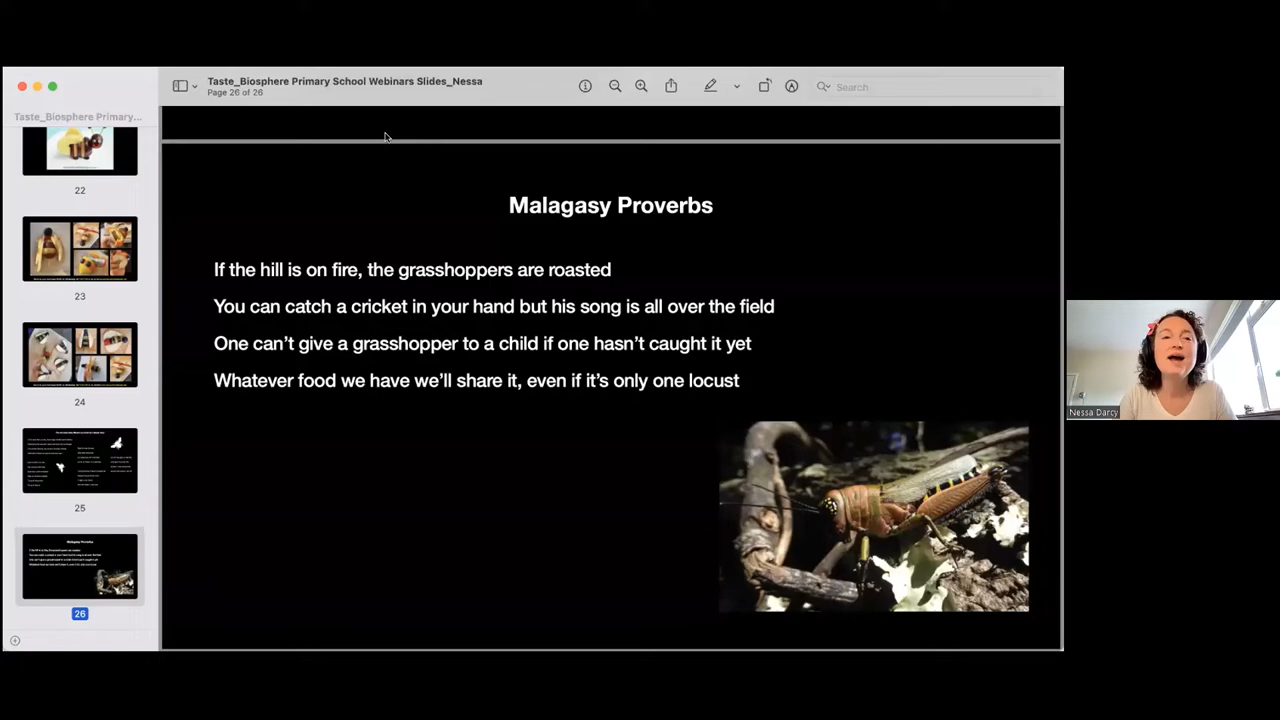 Taste_Biosphere Primary School Webinars Slides_Nessa
Page 26 of 26
Search
Taste_Biosphere Primary...
22
23
24
25
Malagasy Proverbs
26
Malagasy Proverbs
If the hill is on fire, the grasshoppers are roasted
You can catch a cricket in your hand but his song is all over the field
One can’t give a grasshopper to a child if one hasn’t caught it yet
Whatever food we have we’ll share it, even if it’s only one locust
Nessa Darcy